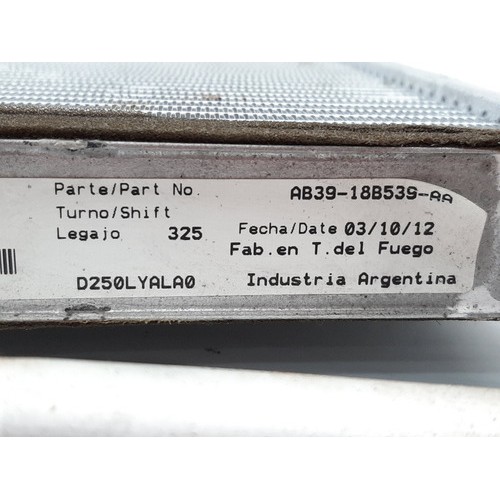 Parte/Part No. AB39-18B539-AA
Turno/Shift
Legajo 325 Fecha/Date 03/10/12
Fab.en T.del Fuego
D250LYALA0 Industria Argentina